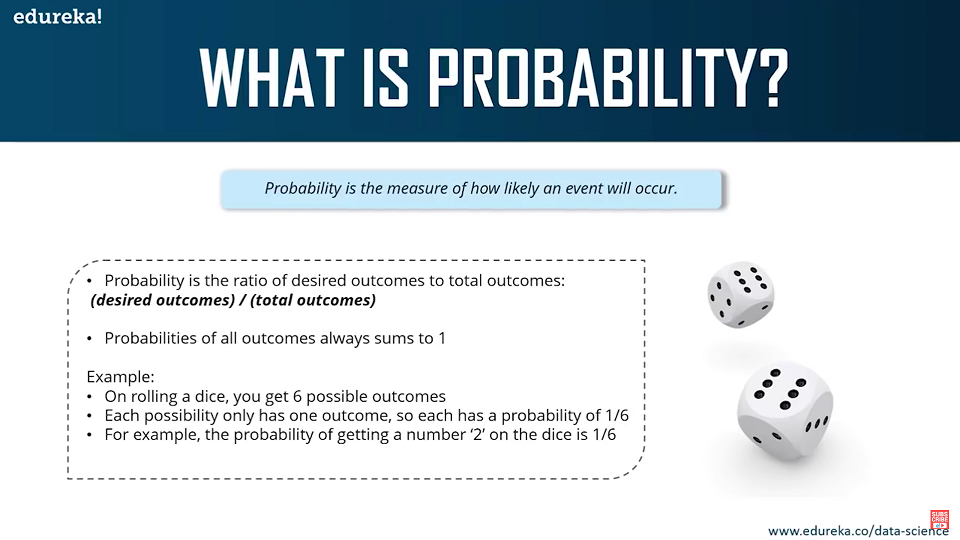 edureka!
WHAT IS PROBABILITY?
Probability is the measure of how likely an event will occur.
• Probability is the ratio of desired outcomes to total outcomes:
(desired outcomes) / (total outcomes)
• Probabilities of all outcomes always sums to 1
Example:
• On rolling a dice, you get 6 possible outcomes
• Each possibility only has one outcome, so each has a probability of 1/6
• For example, the probability of getting a number ‘2’ on the dice is 1/6
SUBS
CRIBE
www.edureka.co/data-science